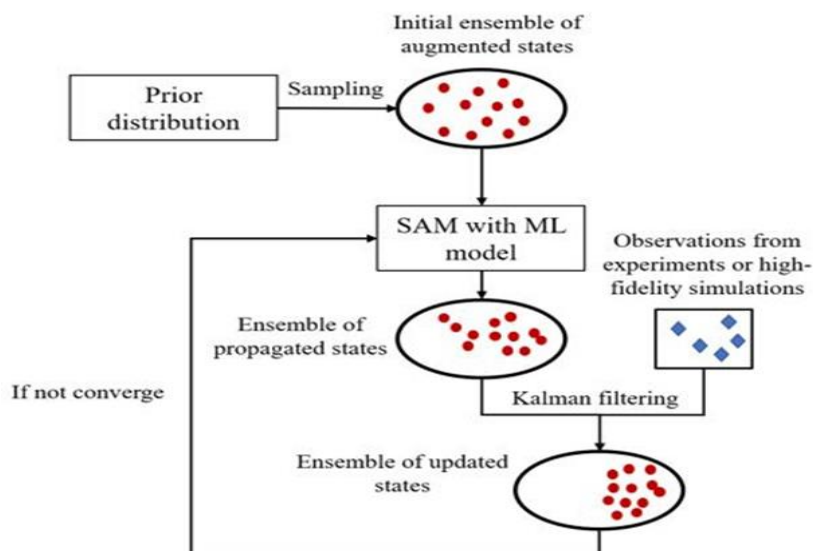 Initial ensemble of
augmented states
Prior
distribution
Sampling
SAM with ML
model
Observations from
experiments or high-
fidelity simulations
Ensemble of
propagated states
If not converge
Kalman filtering
Ensemble of updated
states